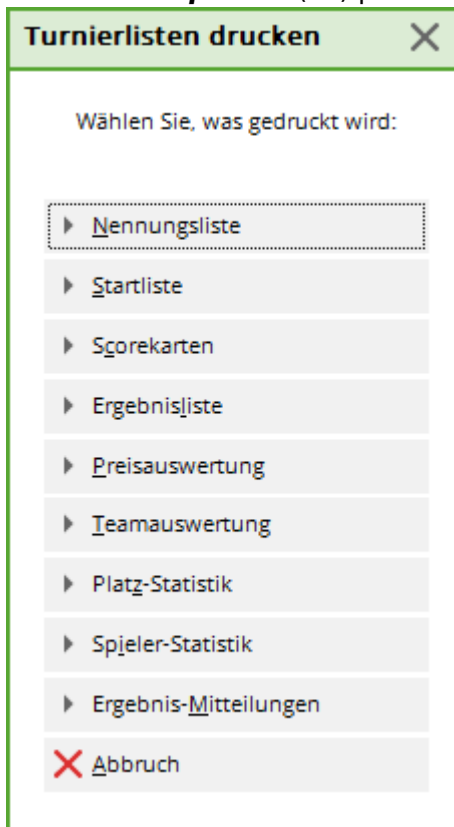 Turnierlisten drucken
Wählen Sie, was gedruckt wird:
Nennungsliste
Startliste
Scorekarten
Ergebnisliste
Preisauswertung
Teamauswertung
Platz-Statistik
Spieler-Statistik
Ergebnis-Mitteilungen
Abbruch